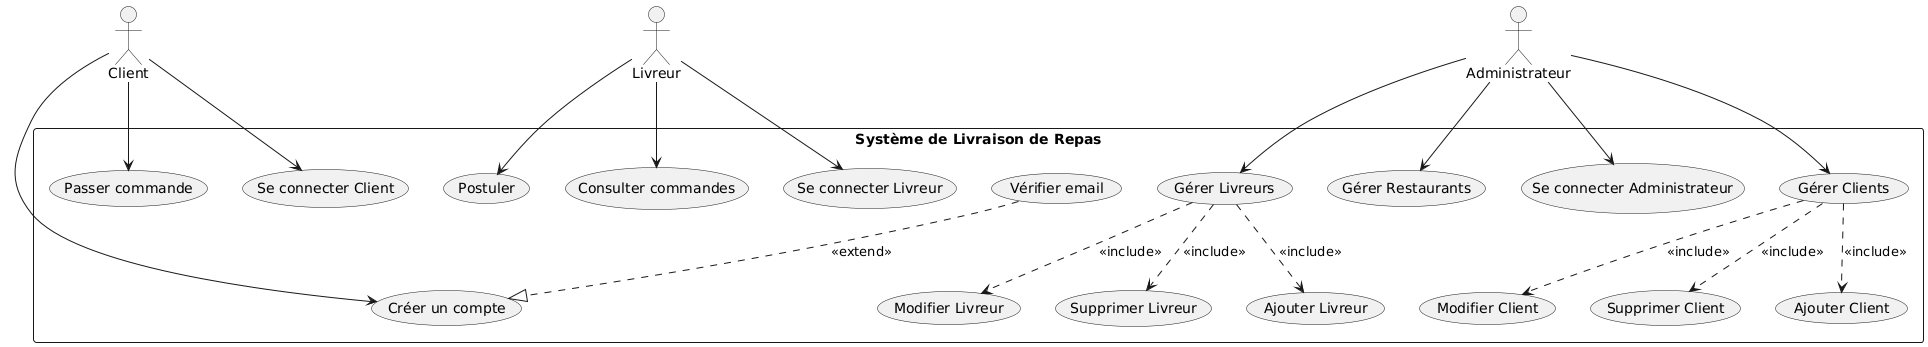 Client
Livreur
Administrateur
Système de Livraison de Repas
Passer commande
Se connecter Client
Postuler
Consulter commandes
Se connecter Livreur
Vérifier email
Gérer Livreurs
Gérer Restaurants
Se connecter Administrateur
Gérer Clients
«extend»
«include»
«include»
«include»
«include»
«include»
«include»
Créer un compte
Modifier Livreur
Supprimer Livreur
Ajouter Livreur
Modifier Client
Supprimer Client
Ajouter Client